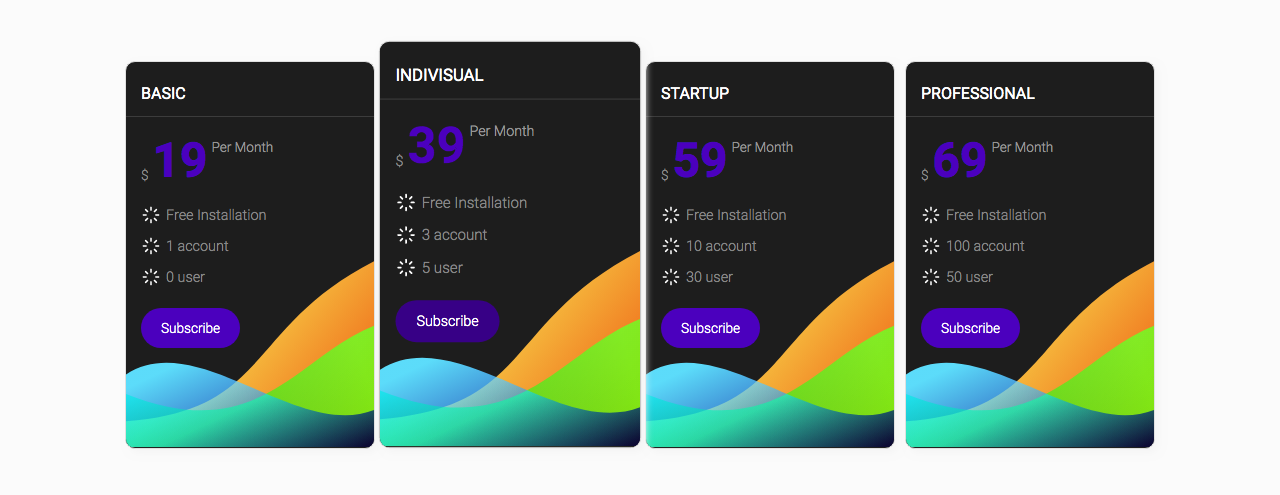 BASIC
$ 19 Per Month
Free Installation
1 account
0 user
Subscribe
INDIVISUAL
$ 39 Per Month
Free Installation
3 account
5 user
Subscribe
STARTUP
$ 59 Per Month
Free Installation
10 account
30 user
Subscribe
PROFESSIONAL
$ 69 Per Month
Free Installation
100 account
50 user
Subscribe